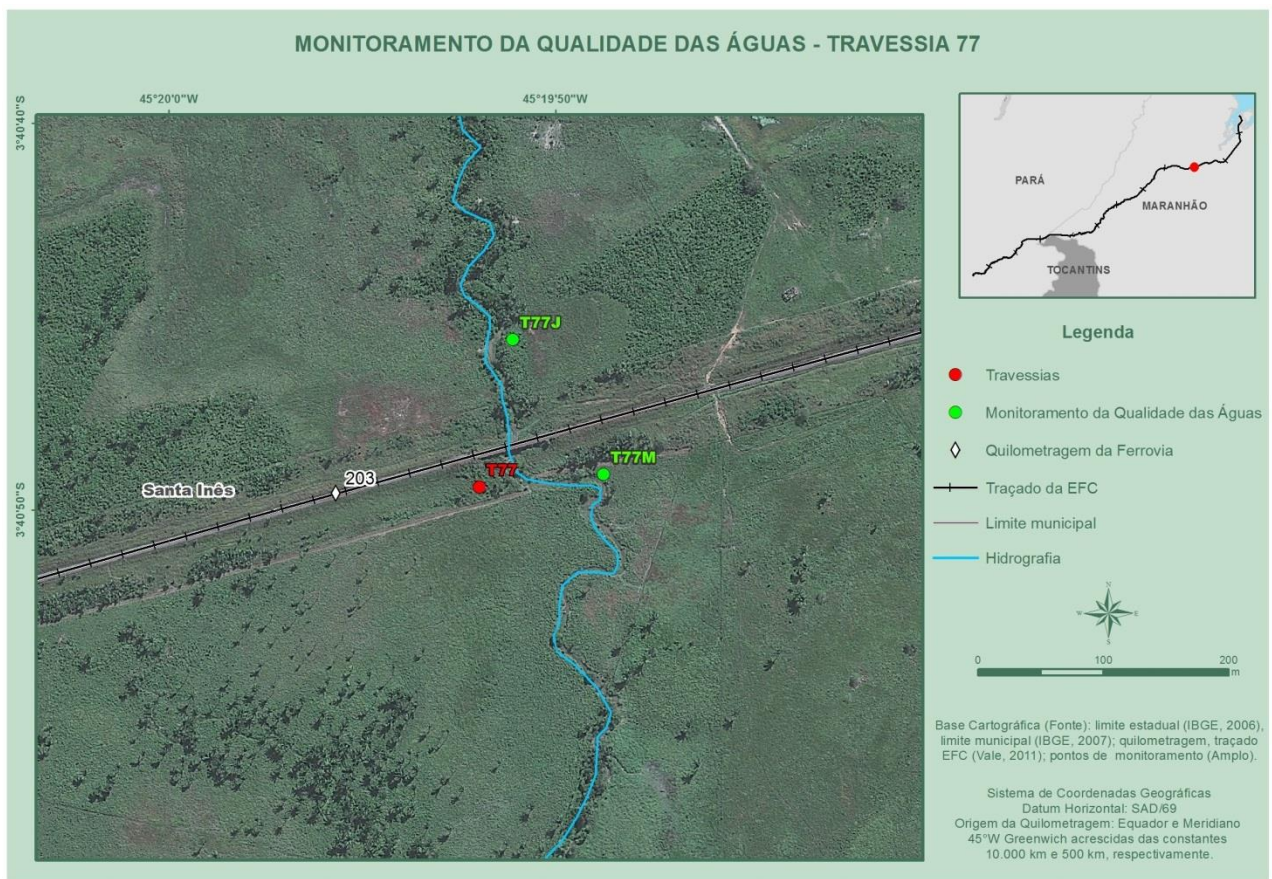 MONITORAMENTO DA QUALIDADE DAS ÁGUAS - TRAVESSIA 77
45°20'0"W
45°19'50"W
3°40'40"S
3°40'50"S
T77J
T77M
T77
203
Santa Inês
PARÁ
MARANHÃO
TOCANTINS
Legenda
Travessias
Monitoramento da Qualidade das Águas
Quilometragem da Ferrovia
Traçado da EFC
Limite municipal
Hidrografia
N
W E
S
0 100 200
m
Base Cartográfica (Fonte): limite estadual (IBGE, 2006),
limite municipal (IBGE, 2007); quilometragem, traçado
EFC (Vale, 2011); pontos de monitoramento (Amplo).
Sistema de Coordenadas Geográficas
Datum Horizontal: SAD/69
Origem da Quilometragem: Equador e Meridiano
45°W Greenwich acrescidas das constantes
10.000 km e 500 km, respectivamente.